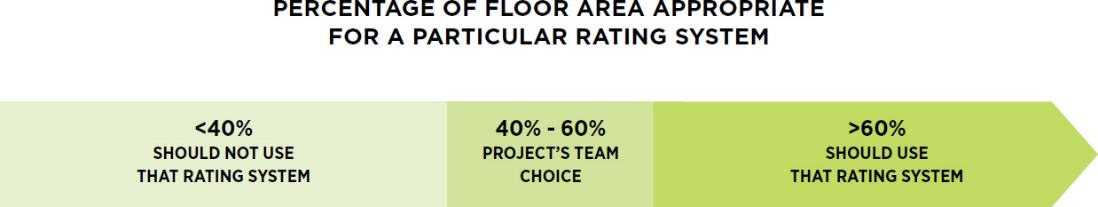 PERCENTAGE OF FLOOR AREA APPROPRIATE
FOR A PARTICULAR RATING SYSTEM
<40%
SHOULD NOT USE
THAT RATING SYSTEM
40% - 60%
PROJECT'S TEAM
CHOICE
>60%
SHOULD USE
THAT RATING SYSTEM